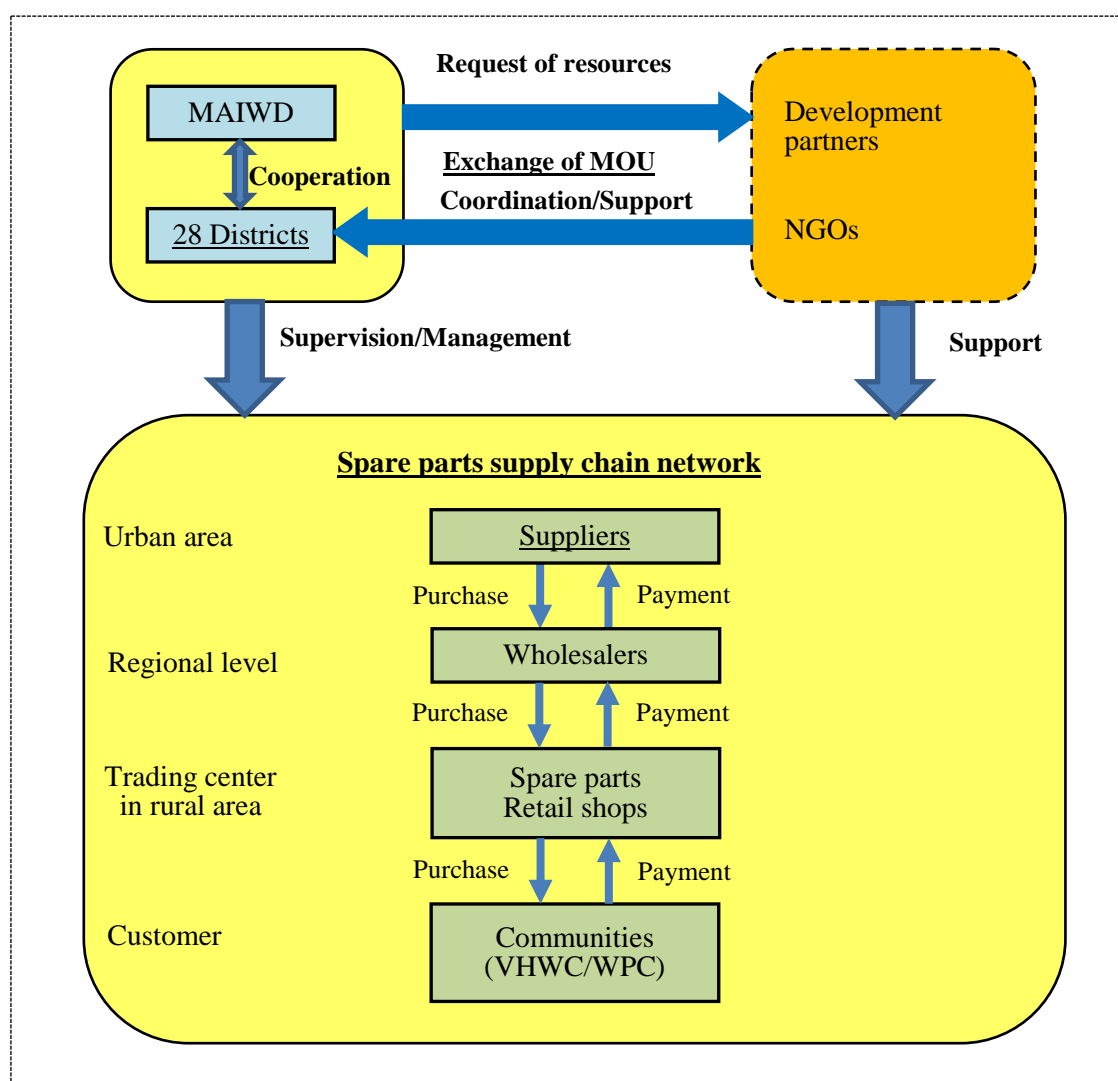 Request of resources
MAIWD
Development
partners
Exchange of MOU
Cooperation
Coordination/Support
28 Districts
NGOs
Supervision/Management
Support
Spare parts supply chain network
Urban area
Suppliers
Purchase
Payment
Regional level
Wholesalers
Purchase
Payment
Trading center
in rural area
Spare parts
Retail shops
Purchase
Payment
Customer
Communities
(VHWC/WPC)